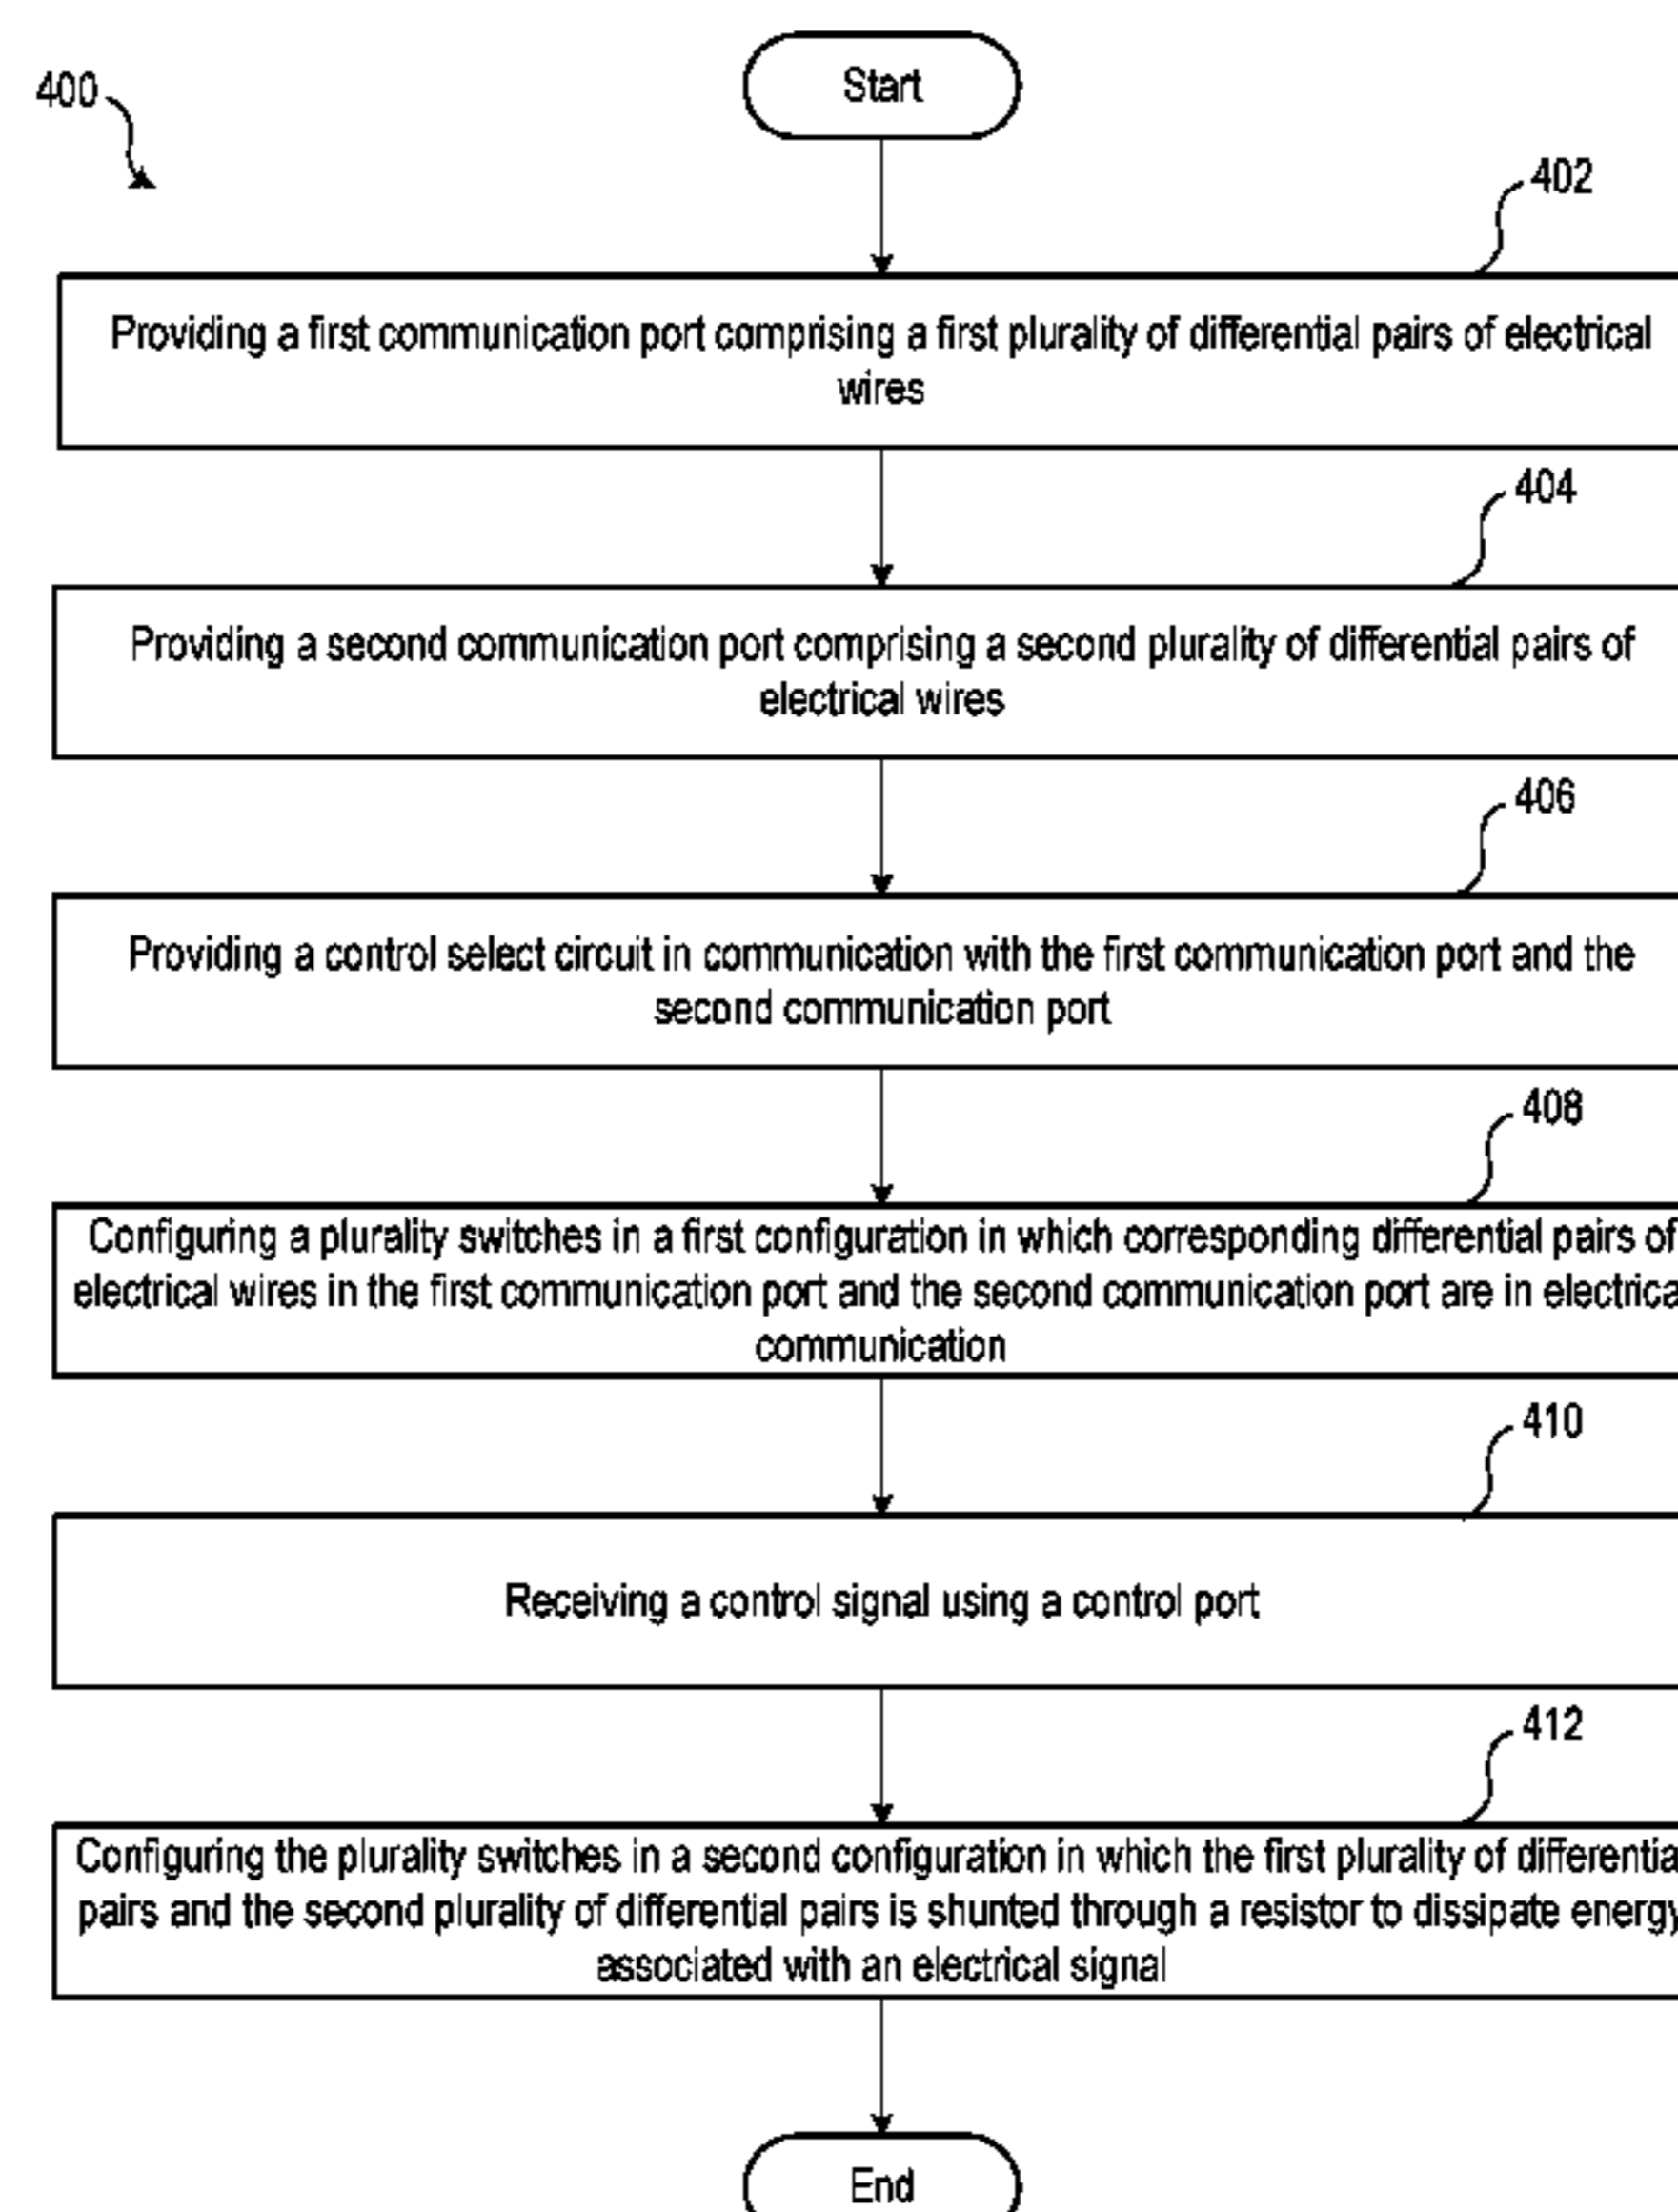 Start
400
402
Providing a first communication port comprising a first plurality of differential pairs of electrical
wires
404
Providing a second communication port comprising a second plurality of differential pairs of
electrical wires
406
Providing a control select circuit in communication with the first communication port and the
second communication port
408
Configuring a plurality switches in a first configuration in which corresponding differential pairs of
electrical wires in the first communication port and the second communication port are in electrica
communication
410
Receiving a control signal using a control port
412
Configuring the plurality switches in a second configuration in which the first plurality of differentia
pairs and the second plurality of differential pairs is shunted through a resistor to dissipate energy
associated with an electrical signal
End